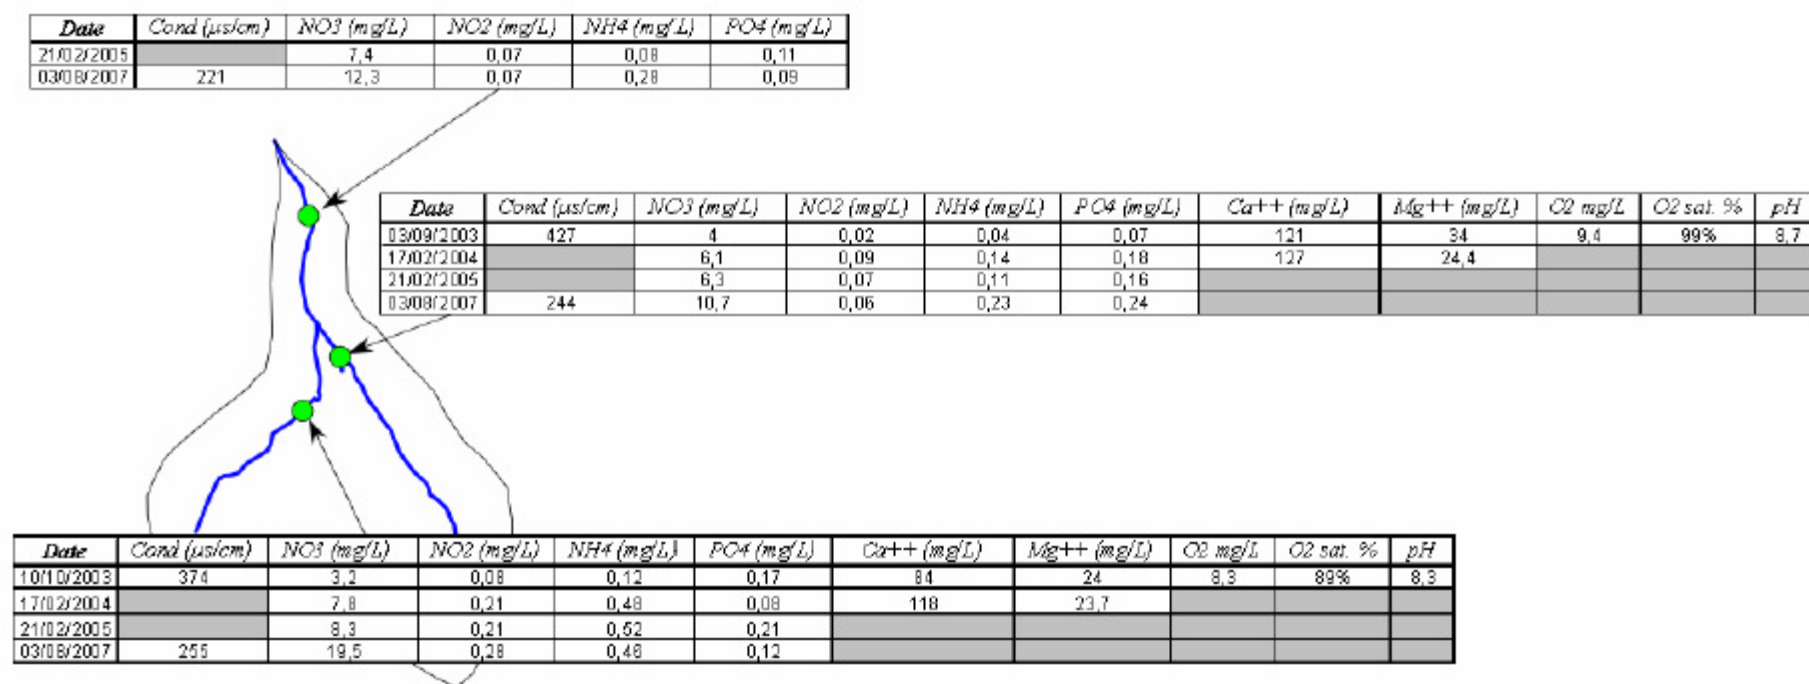 Date Cond (µs/cm) NO3 (mg/L) NO2 (mg/L) NH4 (mg/L) PO4 (mg/L)
21/02/2005 7,4 0,07 0,08 0,11
03/08/2007 221 12,3 0,07 0,28 0,09
Date Cond (µs/cm) NO3 (mg/L) NO2 (mg/L) NH4 (mg/L) PO4 (mg/L) Ca++ (mg/L) Mg++ (mg/L) O2 mg/L O2 sat. % pH
03/09/2003 427 4 0,02 0,04 0,07 121 34 9,4 99% 8,7
17/02/2004 6,1 0,09 0,14 0,18 127 24,4
21/02/2005 6,3 0,07 0,11 0,16
03/08/2007 244 10,7 0,06 0,23 0,24
Date Cond (µs/cm) NO3 (mg/L) NO2 (mg/L) NH4 (mg/L) PO4 (mg/L) Ca++ (mg/L) Mg++ (mg/L) O2 mg/L O2 sat. % pH
10/10/2003 374 3,2 0,08 0,12 0,17 84 24 8,3 89% 8,3
17/02/2004 7,8 0,21 0,48 0,08 118 23,7
21/02/2005 8,3 0,21 0,52 0,21
03/08/2007 255 19,5 0,28 0,46 0,12